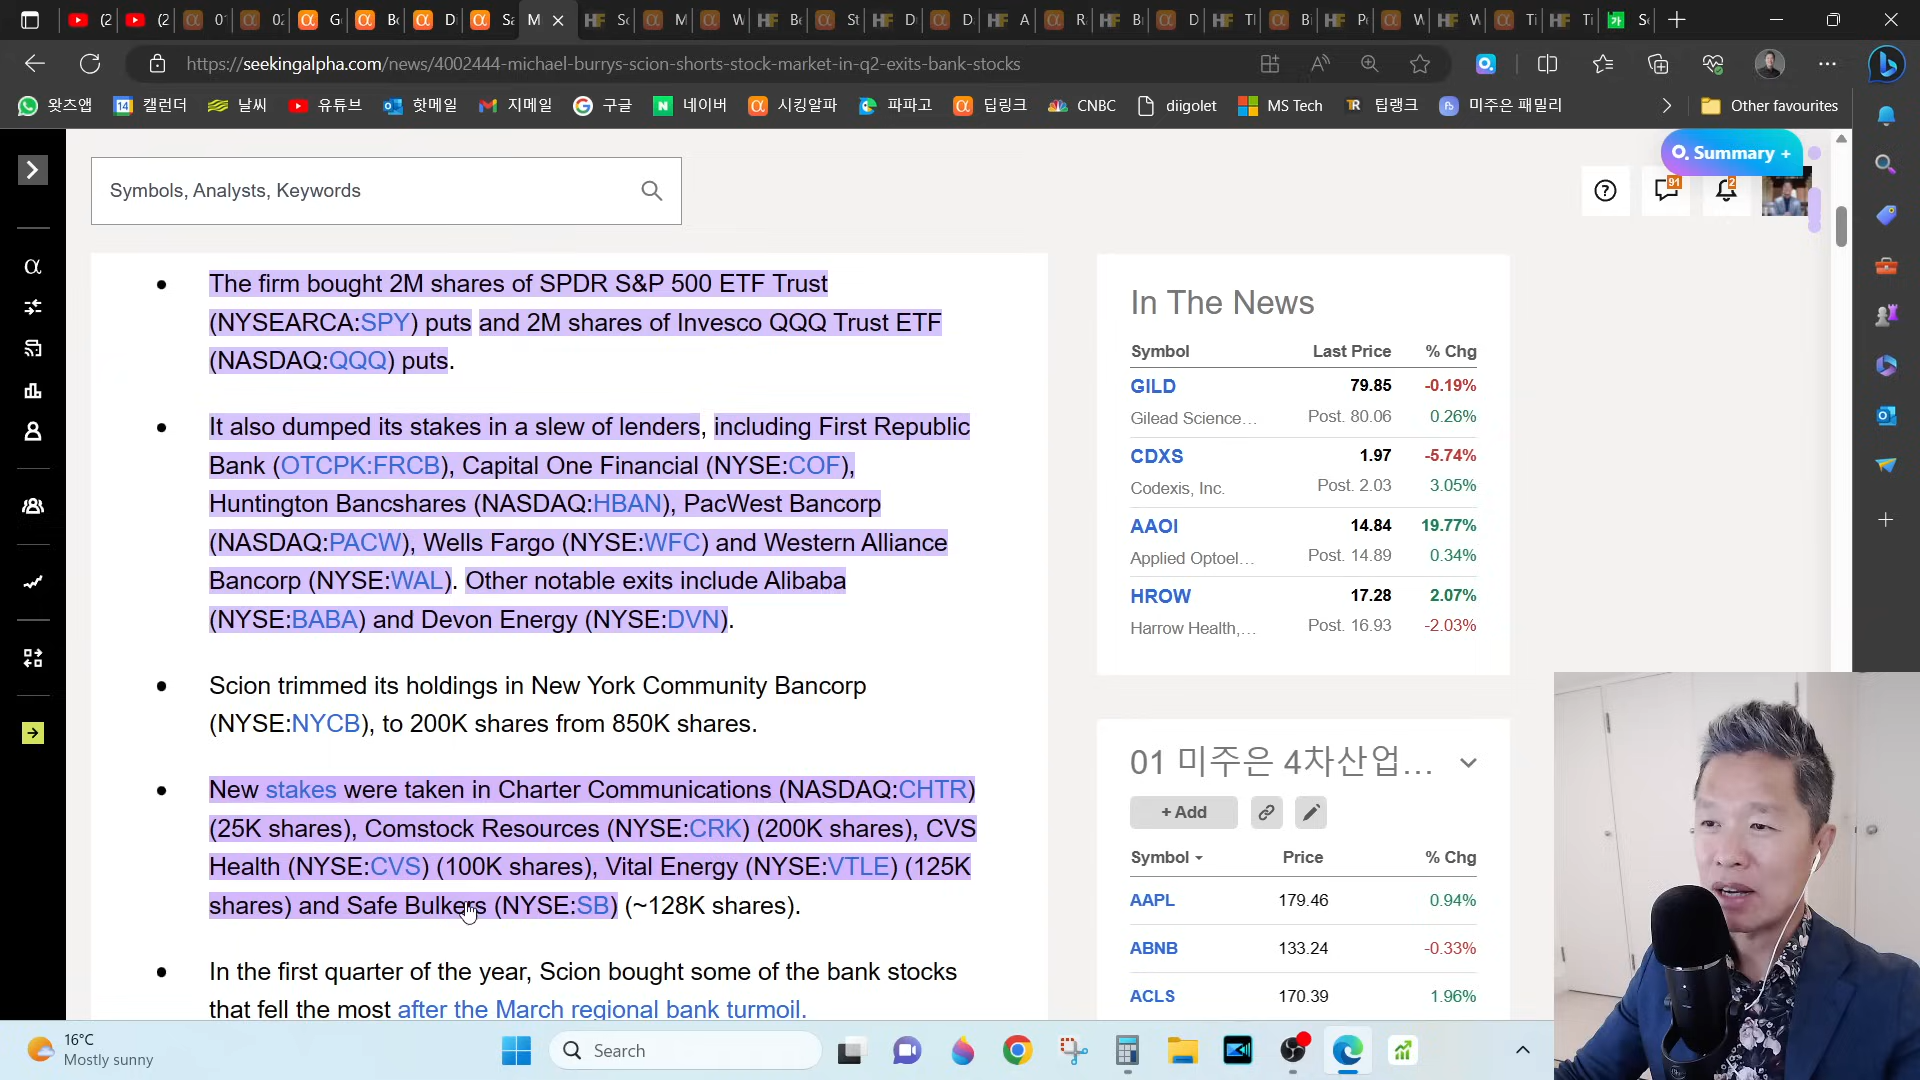 https://seekingalpha.com/news/4002444-michael-burrys-scion-shorts-stock-market-in-q2-exits-bank-stocks
왓츠앱 캘린더 날씨 유튜브 핫메일 지메일 구글 네이버 시킹알파 파파고 딥링크 CNBC diigolet MS Tech 팁랭크 미주은 패밀리 Other favourites
Summary +
Symbols, Analysts, Keywords
91
2
The firm bought 2M shares of SPDR S&P 500 ETF Trust
(NYSEARCA:SPY) puts and 2M shares of Invesco QQQ Trust ETF
(NASDAQ:QQQ) puts.
It also dumped its stakes in a slew of lenders, including First Republic
Bank (OTCPK:FRCB), Capital One Financial (NYSE:COF),
Huntington Bancshares (NASDAQ:HBAN), PacWest Bancorp
(NASDAQ:PACW), Wells Fargo (NYSE:WFC) and Western Alliance
Bancorp (NYSE:WAL). Other notable exits include Alibaba
(NYSE:BABA) and Devon Energy (NYSE:DVN).
Scion trimmed its holdings in New York Community Bancorp
(NYSE:NYCB), to 200K shares from 850K shares.
New stakes were taken in Charter Communications (NASDAQ:CHTR)
(25K shares), Comstock Resources (NYSE:CRK) (200K shares), CVS
Health (NYSE:CVS) (100K shares), Vital Energy (NYSE:VTLE) (125K
shares) and Safe Bulkers (NYSE:SB) (~128K shares).
In the first quarter of the year, Scion bought some of the bank stocks
that fell the most after the March regional bank turmoil.
In The News
Symbol Last Price % Chg
GILD 79.85 -0.19%
Gilead Science... Post. 80.06 0.26%
CDXS 1.97 -5.74%
Codexis, Inc. Post. 2.03 3.05%
AAOI 14.84 19.77%
Applied Optoel... Post. 14.89 0.34%
HROW 17.28 2.07%
Harrow Health,... Post. 16.93 -2.03%
01 미주은 4차산업...
+ Add
Symbol Price % Chg
AAPL 179.46 0.94%
ABNB 133.24 -0.33%
ACLS 170.39 1.96%
16°C
Mostly sunny
Search